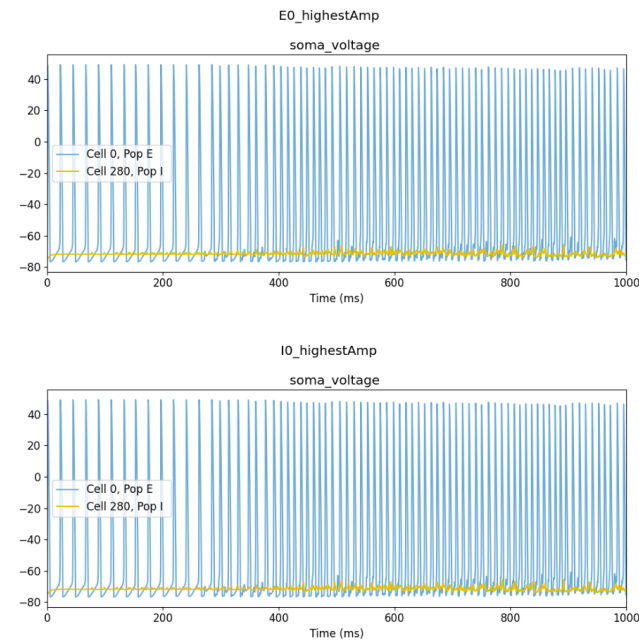 E0_highestAmp
soma_voltage
40
20
0
−20
−40
−60
−80
Cell 0, Pop E
Cell 280, Pop I
0 200 400 600 800 1000
Time (ms)
I0_highestAmp
soma_voltage
40
20
0
−20
−40
−60
−80
Cell 0, Pop E
Cell 280, Pop I
0 200 400 600 800 1000
Time (ms)